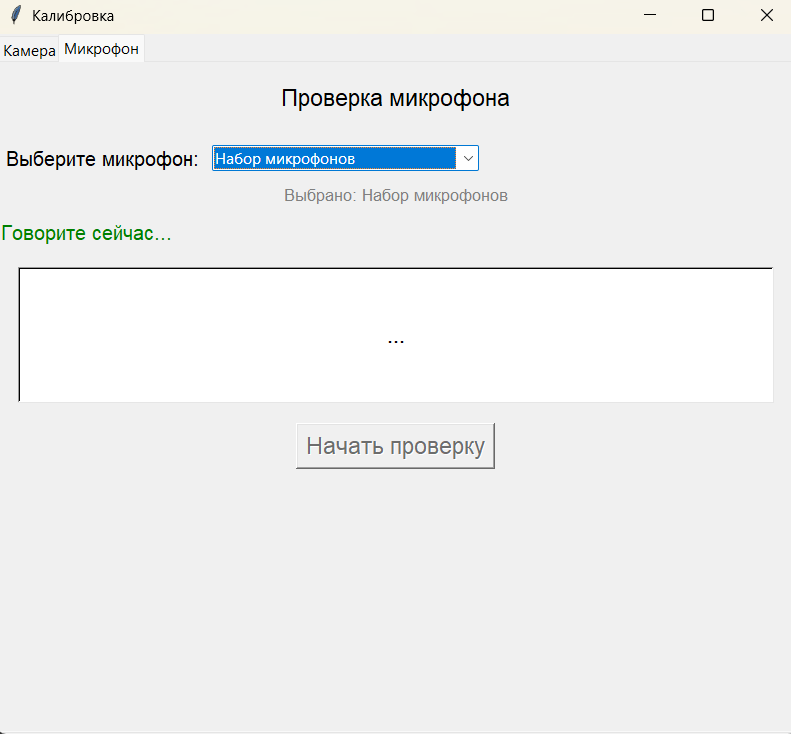 Калибровка
Камера Микрофон
Проверка микрофона
Выберите микрофон: Набор микрофонов
Выбрано: Набор микрофонов
Говорите сейчас...
...
Начать проверку